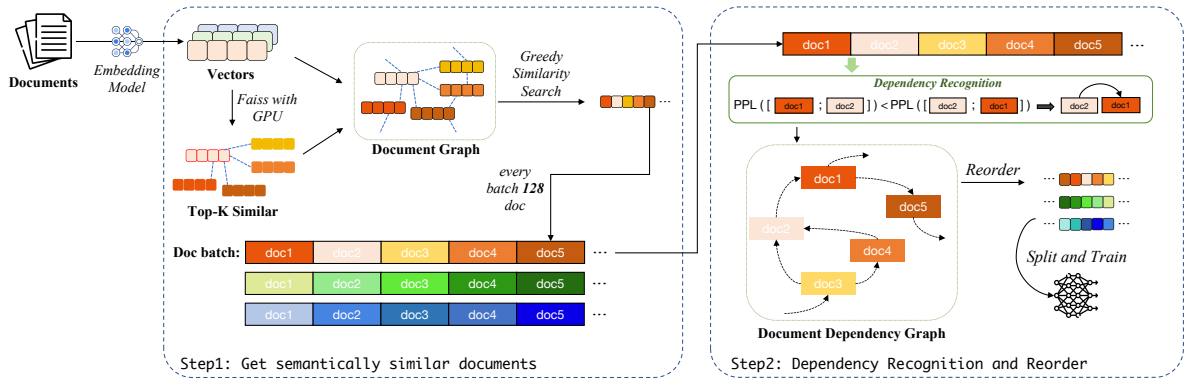 Documents
Embedding
Model
Vectors
Faiss with
GPU
Top-K Similar
Document Graph
Greedy
Similarity
Search
...
every
batch 128
doc
Doc batch:
doc1 doc2 doc3 doc4 doc5 ...
doc1 doc2 doc3 doc4 doc5 ...
doc1 doc2 doc3 doc4 doc5 ...
Step1: Get semantically similar documents
doc1 doc2 doc3 doc4 doc5 ...
Dependency Recognition
PPL([ doc1 ; doc2 ])<PPL([ doc2 ; doc1 ]) doc2 doc1
doc1
doc5
doc2
doc4
doc3
Document Dependency Graph
Reorder
... ...
... ...
... ...
Split and Train
Step2: Dependency Recognition and Reorder